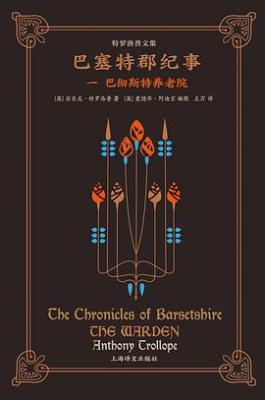 特罗洛普文集
巴塞特郡纪事
一 巴彻斯特养老院
[英] 安东尼·特罗洛普 著 [英] 爱德华·阿迪宗 插图 主万 译
The Chronicles of Barsetshire
THE WARDEN
Anthony Trollope
上海译文出版社